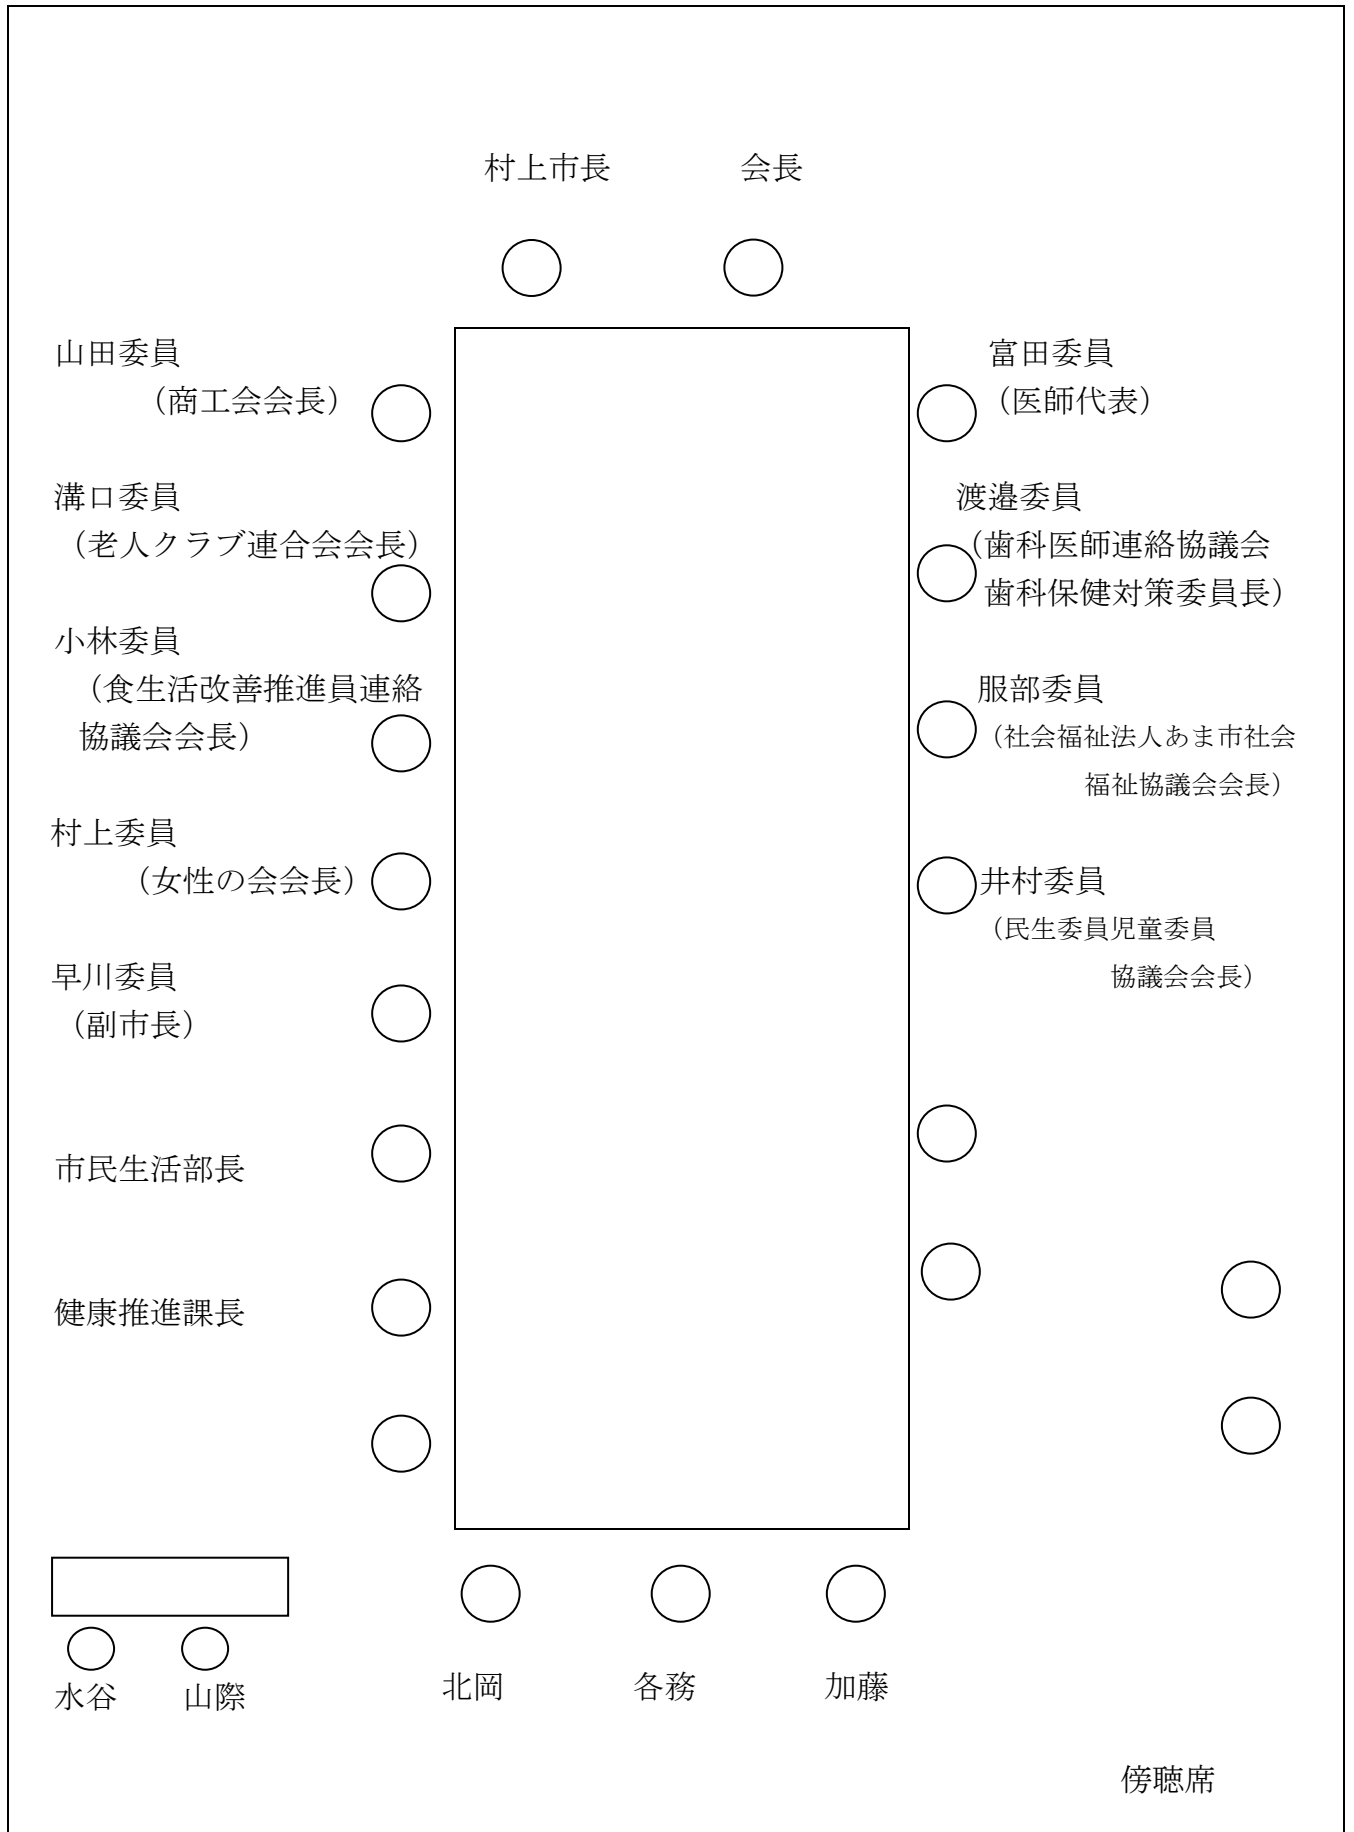 村上市長　会長
山田委員
（商工会会長）
富田委員
（医師代表）
溝口委員
（老人クラブ連合会会長）
渡邉委員
（歯科医師連絡協議会
歯科保健対策委員長）
小林委員
（食生活改善推進員連絡
協議会会長）
服部委員
（社会福祉法人あま市社会
福祉協議会会長）
村上委員
（女性の会会長）
井村委員
（民生委員児童委員
協議会会長）
早川委員
（副市長）
市民生活部長
健康推進課長
水谷　山際
北岡　各務　加藤
傍聴席